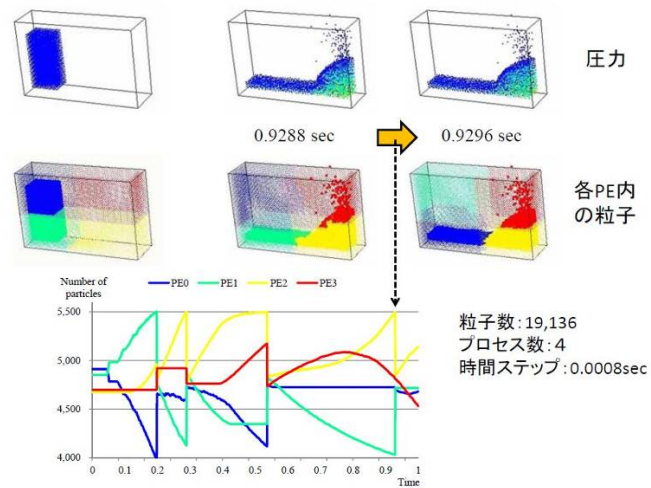 圧力
0.9288 sec
0.9296 sec
各PE内
の粒子
Number of
particles
PE0 PE1 PE2 PE3
5,500
5,000
4,500
4,000
0 0.1 0.2 0.3 0.4 0.5 0.6 0.7 0.8 0.9 1
Time
粒子数：19,136
プロセス数：4
時間ステップ：0.0008sec